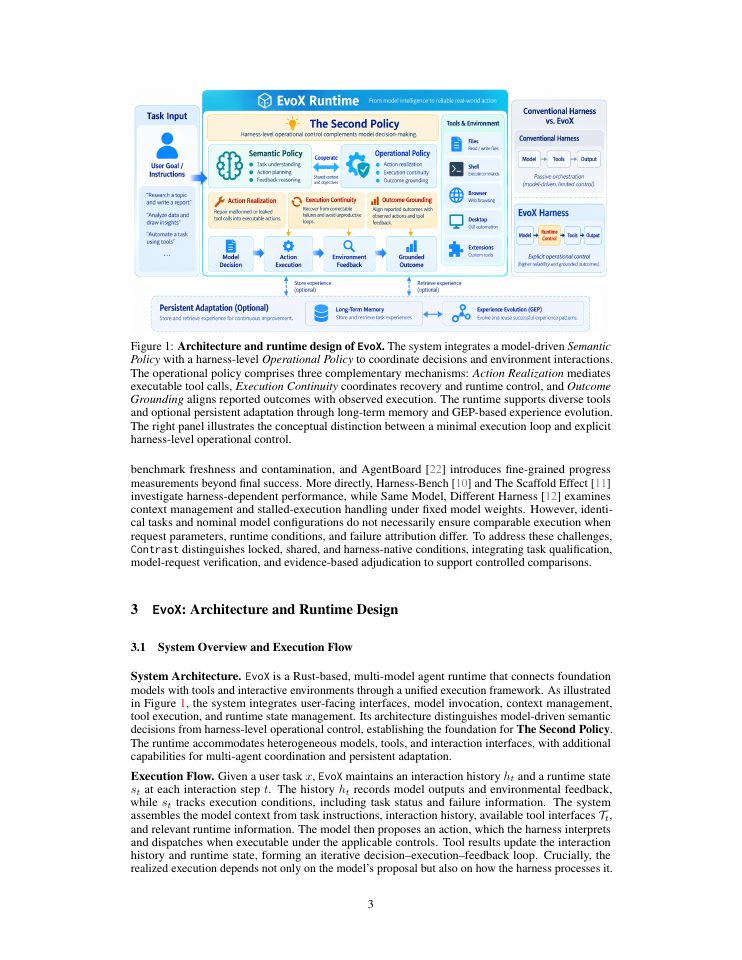 EvoX Runtime From model intelligence to reliable real-world action
Task Input
User Goal /
Instructions
"Research a topic
and write a report"
"Analyze data and
draw insights"
"Automate a task
using tools"
...
The Second Policy
Harness-level operational control complements model decision-making.
Semantic Policy
Task understanding
Action planning
Feedback reasoning
Cooperate
Shared context
and objectives
Operational Policy
Action realization
Execution continuity
Outcome grounding
Action Realization
Repair malformed or leaked
tool calls into executable actions.
Execution Continuity
Recover from correctable
failures and avoid unproductive
loops.
Outcome Grounding
Align reported outcomes with
observed actions and tool
feedback.
Model
Decision
Action
Execution
Environment
Feedback
Grounded
Outcome
Tools & Environment
Files
Read / write files
Shell
Execute commands
Browser
Web browsing
Desktop
GUI automation
Extensions
Custom tools
Conventional Harness
vs. EvoX
Conventional Harness
Model Tools Output
Passive orchestration
(model-driven, limited control)
EvoX Harness
Model Runtime Control Tools Output
Explicit operational control
(higher reliability and grounded outcomes).
Store experience
(optional)
Retrieve experience
(optional)
Persistent Adaptation (Optional)
Store and retrieve experience for continuous improvement.
Long-Term Memory
Store and retrieve task experiences
Experience Evolution (GEP)
Evolve and reuse successful experience patterns.
Figure 1: Architecture and runtime design of EvoX. The system integrates a model-driven Semantic
Policy with a harness-level Operational Policy to coordinate decisions and environment interactions.
The operational policy comprises three complementary mechanisms: Action Realization mediates
executable tool calls, Execution Continuity coordinates recovery and runtime control, and Outcome
Grounding aligns reported outcomes with observed execution. The runtime supports diverse tools
and optional persistent adaptation through long-term memory and GEP-based experience evolution.
The right panel illustrates the conceptual distinction between a minimal execution loop and explicit
harness-level operational control.
benchmark freshness and contamination, and AgentBoard [22] introduces fine-grained progress
measurements beyond final success. More directly, Harness-Bench [10] and The Scaffold Effect [11]
investigate harness-dependent performance, while Same Model, Different Harness [12] examines
context management and stalled-execution handling under fixed model weights. However, identi-
cal tasks and nominal model configurations do not necessarily ensure comparable execution when
request parameters, runtime conditions, and failure attribution differ. To address these challenges,
Contrast distinguishes locked, shared, and harness-native conditions, integrating task qualification,
model-request verification, and evidence-based adjudication to support controlled comparisons.
3 EvoX: Architecture and Runtime Design
3.1 System Overview and Execution Flow
System Architecture. EvoX is a Rust-based, multi-model agent runtime that connects foundation
models with tools and interactive environments through a unified execution framework. As illustrated
in Figure 1, the system integrates user-facing interfaces, model invocation, context management,
tool execution, and runtime state management. Its architecture distinguishes model-driven semantic
decisions from harness-level operational control, establishing the foundation for The Second Policy.
The runtime accommodates heterogeneous models, tools, and interaction interfaces, with additional
capabilities for multi-agent coordination and persistent adaptation.
Execution Flow. Given a user task x, EvoX maintains an interaction history hₜ and a runtime state
sₜ at each interaction step t. The history hₜ records model outputs and environmental feedback,
while sₜ tracks execution conditions, including task status and failure information. The system
assembles the model context from task instructions, interaction history, available tool interfaces 𝒯ₜ,
and relevant runtime information. The model then proposes an action, which the harness interprets
and dispatches when executable under the applicable controls. Tool results update the interaction
history and runtime state, forming an iterative decision–execution–feedback loop. Crucially, the
realized execution depends not only on the model's proposal but also on how the harness processes it.
3